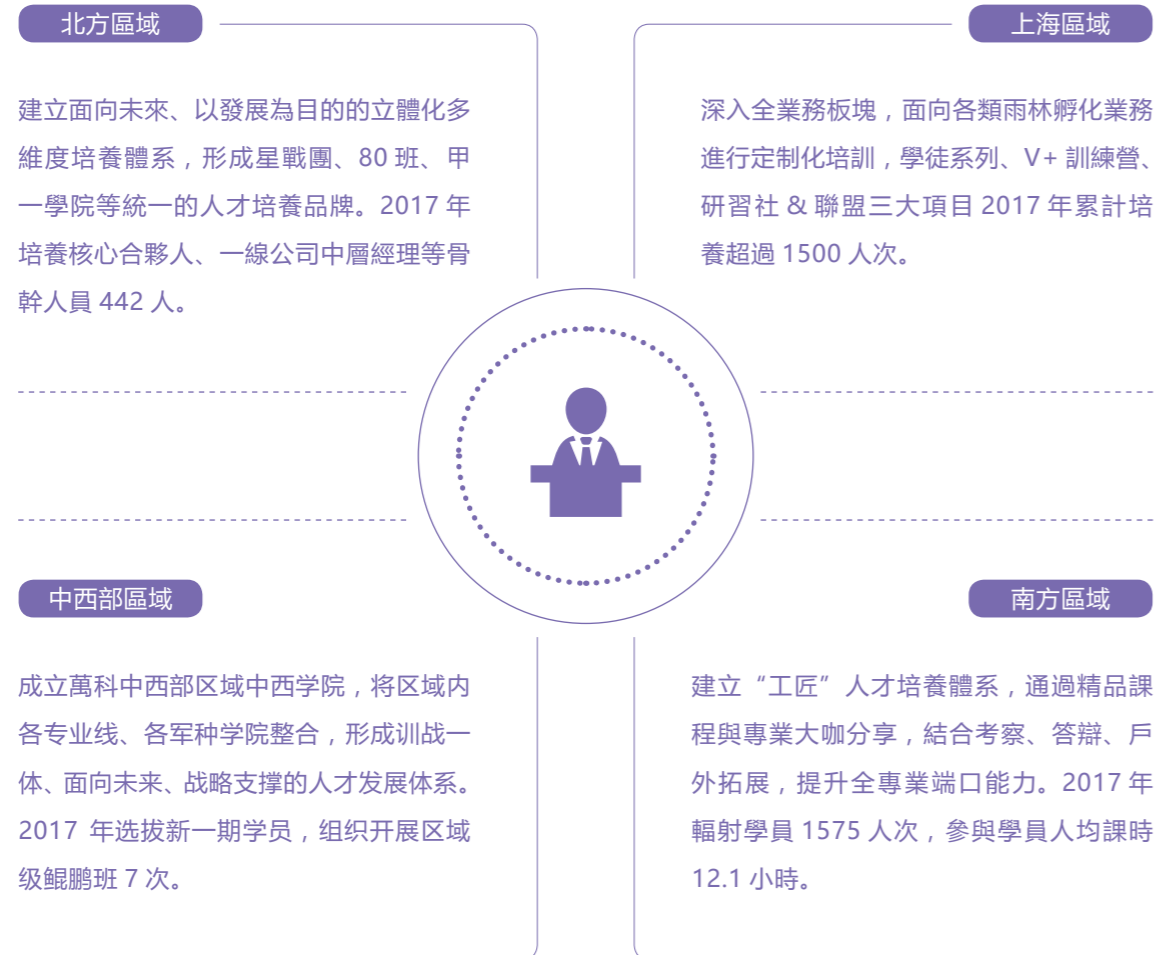 北方區域
建立面向未來、以發展為目的的立體化多
維度培養體系，形成星戰團、80 班、甲
一學院等統一的人才培養品牌。2017 年
培養核心合夥人、一線公司中層經理等骨
幹人員 442 人。
上海區域
深入全業務板塊，面向各類雨林孵化業務
進行定制化培訓，學徒系列、V+ 訓練營、
研習社 & 聯盟三大項目 2017 年累計培
養超過 1500 人次。
中西部區域
成立萬科中西部区域中西学院，将区域内
各专业线、各军种学院整合，形成训战一
体、面向未来、战略支撑的人才发展体系。
2017 年选拔新一期学员，组织开展区域
级鲲鹏班 7 次。
南方區域
建立“工匠”人才培養體系，通過精品課
程與專業大咖分享，結合考察、答辯、戶
外拓展，提升全專業端口能力。2017 年
輻射學員 1575 人次，參與學員人均課時
12.1 小時。